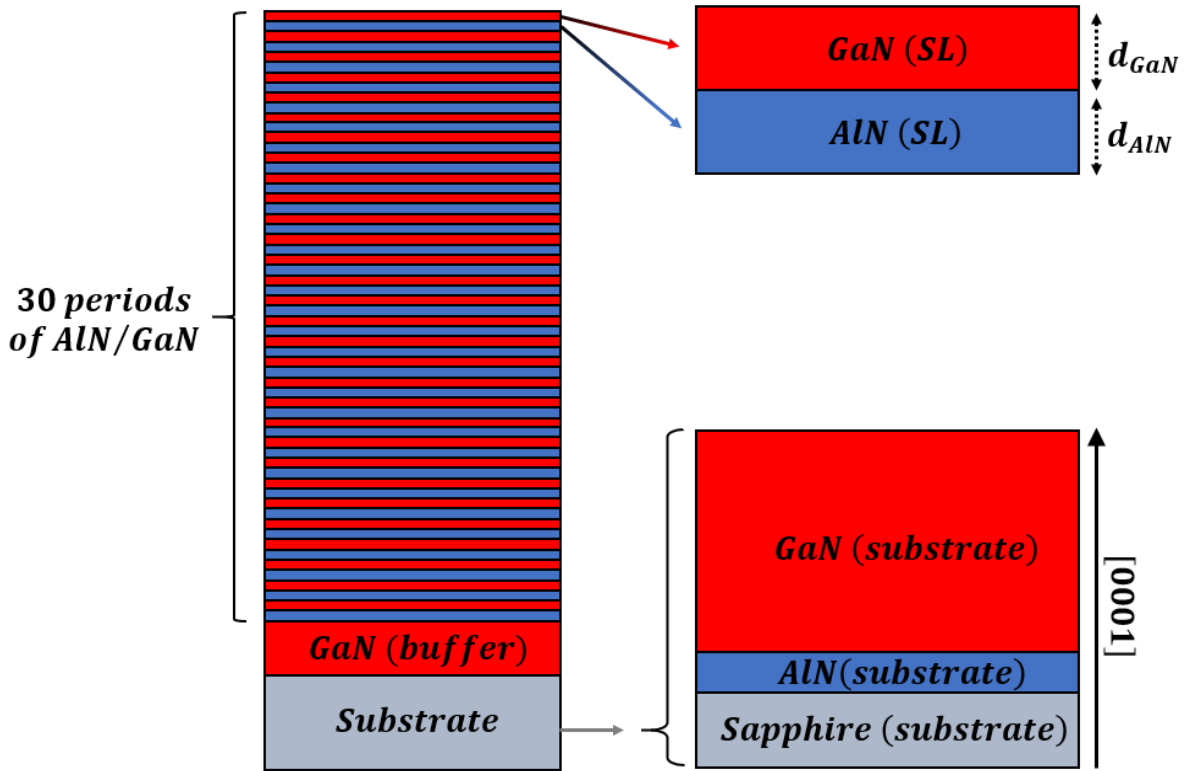 GaN (SL)
AlN (SL)
d_GaN
d_AlN
30 periods
of AlN/GaN
GaN (buffer)
Substrate
GaN (substrate)
AlN(substrate)
Sapphire (substrate)
[0001]